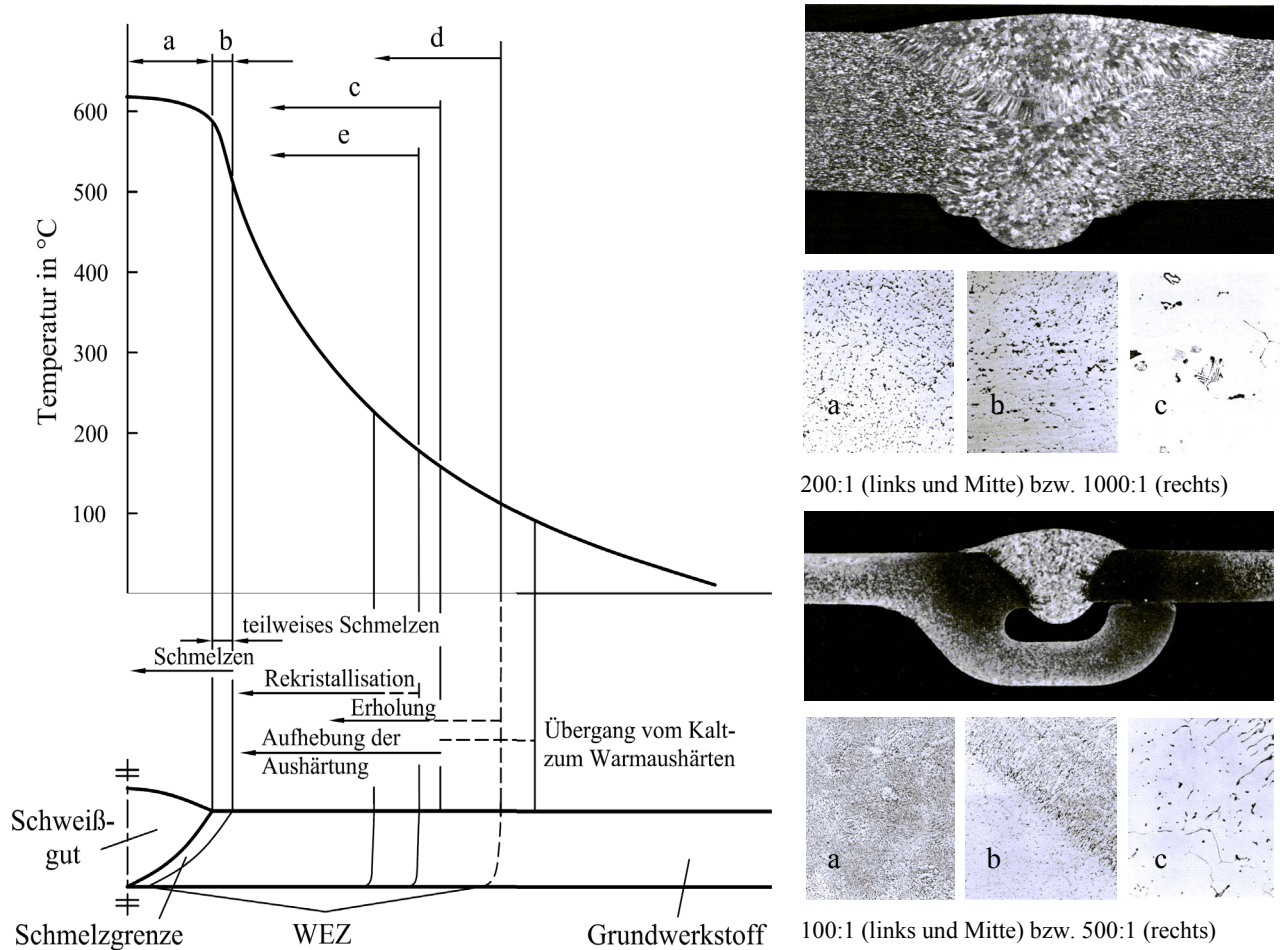 a
b
d
c
e
600
500
400
300
200
100
Temperatur in °C
teilweises Schmelzen
Schmelzen
Rekristallisation
Erholung
Aufhebung der
Aushärtung
Übergang vom Kalt-
zum Warmaushärten
Schweiß-
gut
Schmelzgrenze
WEZ
Grundwerkstoff
a
b
c
200:1 (links und Mitte) bzw. 1000:1 (rechts)
a
b
c
100:1 (links und Mitte) bzw. 500:1 (rechts)